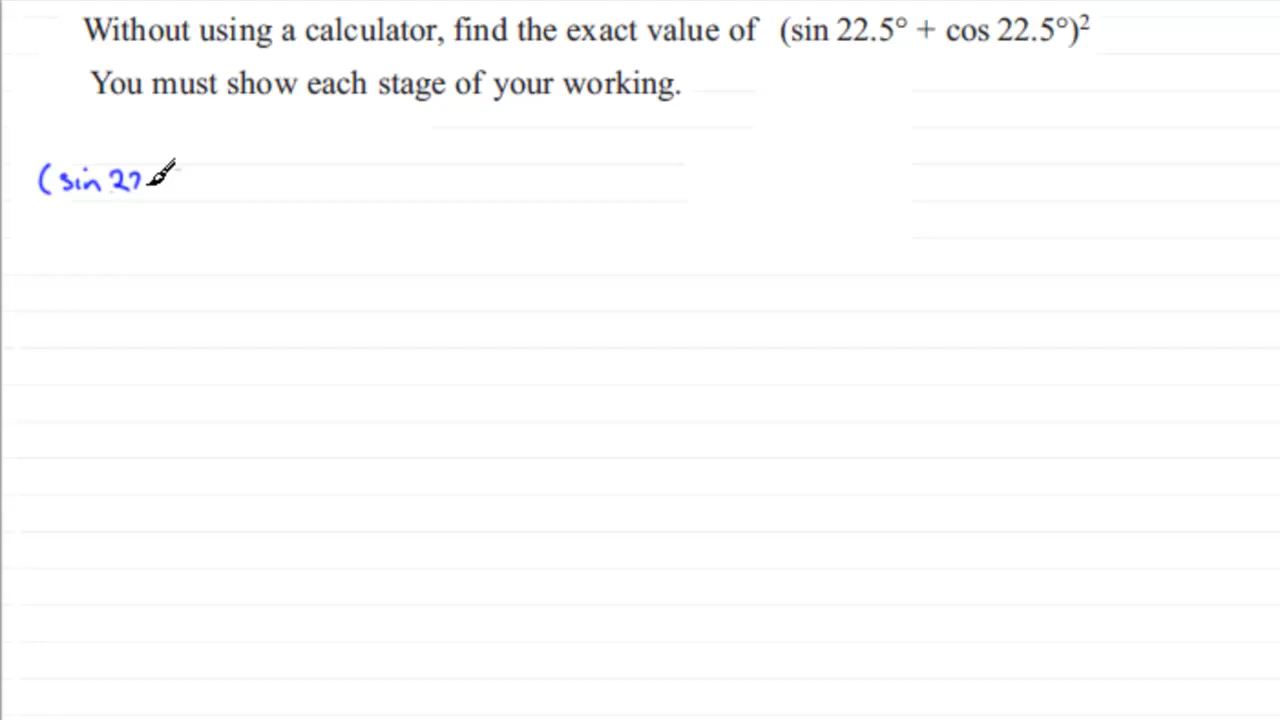 Without using a calculator, find the exact value of (sin 22.5° + cos 22.5°)²
You must show each stage of your working.
(sin 22